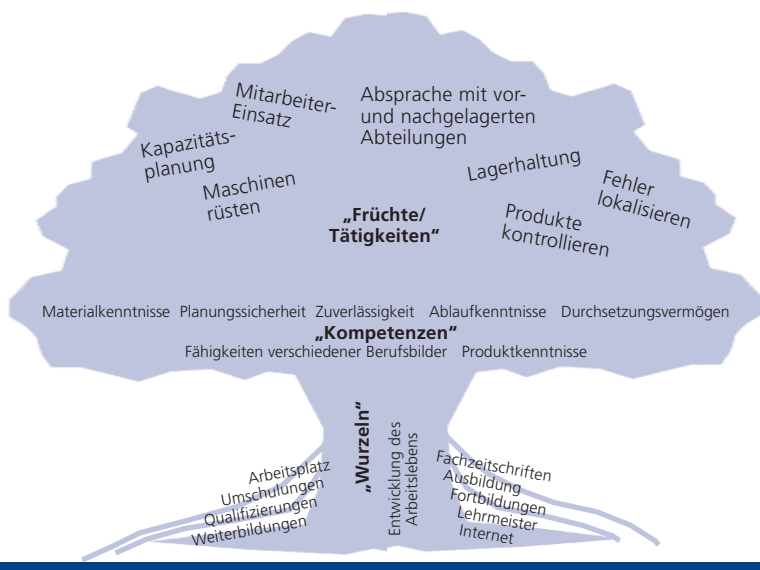 Mitarbeiter-
Einsatz
Absprache mit vor-
und nachgelagerten
Abteilungen
Kapazitäts-
planung
Maschinen
rüsten
Lagerhaltung
Fehler
lokalisieren
Produkte
kontrollieren
„Früchte/
Tätigkeiten“
Materialkenntnisse Planungssicherheit Zuverlässigkeit Ablaufkenntnisse Durchsetzungsvermögen
„Kompetenzen“
Fähigkeiten verschiedener Berufsbilder Produktkenntnisse
„Wurzeln“
Entwicklung des
Arbeitslebens
Arbeitsplatz
Umschulungen
Qualifizierungen
Weiterbildungen
Fachzeitschriften
Ausbildung
Fortbildungen
Lehrmeister
Internet